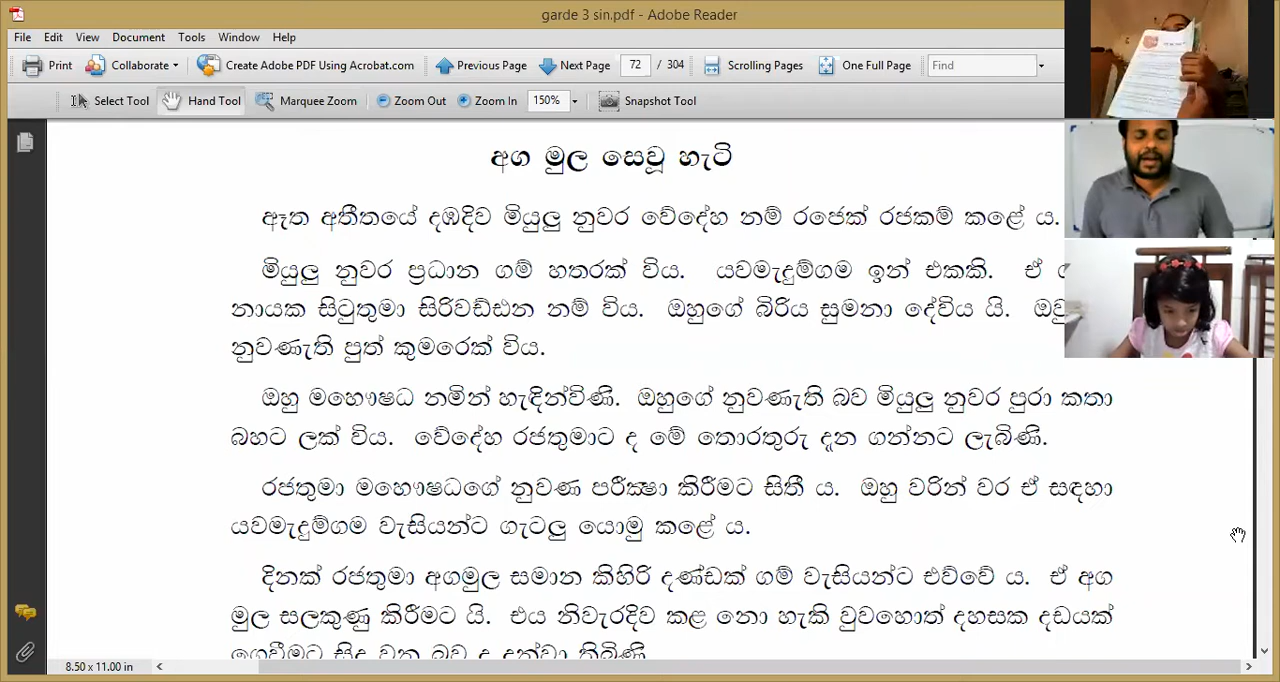 garde 3 sin.pdf - Adobe Reader
File Edit View Document Tools Window Help
Print Collaborate Create Adobe PDF Using Acrobat.com Previous Page Next Page 72 / 304 Scrolling Pages One Full Page Find
Select Tool Hand Tool Marquee Zoom Zoom Out Zoom In 150% Snapshot Tool
අග මුල සෙවූ හැටි
ඈත අතීතයේ දඹදිව මියුලු නුවර වේදේහ නම් රජෙක් රජකම් කළේ ය.
මියුලු නුවර ප්‍රධාන ගම් හතරක් විය. යවමැදුම්ගම ඉන් එකකි. ඒ
නායක සිටුතුමා සිරිවඩ්ඪන නම් විය. ඔහුගේ බිරිය සුමනා දේවිය යි.
නුවණැති පුත් කුමරෙක් විය.
ඔහු මහෞෂධ නමින් හැඳින්විණි. ඔහුගේ නුවණැති බව මියුලු නුවර පුරා කතා
බහට ලක් විය. වේදේහ රජතුමාට ද මේ තොරතුරු දැන ගන්නට ලැබිණි.
රජතුමා මහෞෂධගේ නුවණ පරීක්‍ෂා කිරීමට සිතී ය. ඔහු වරින් වර ඒ සඳහා
යවමැදුම්ගම වැසියන්ට ගැටලු යොමු කළේ ය.
දිනක් රජතුමා අගමුල සමාන කිහිරි දණ්ඩක් ගම් වැසියන්ට එව්වේ ය. ඒ අග
මුල සලකුණු කිරීමට යි. එය නිවැරදිව කළ නො හැකි වුවහොත් දහසක දඩයක්
ගෙවීමට සිදු වන බව ද දන්වා තිබිණි.
8.50 x 11.00 in